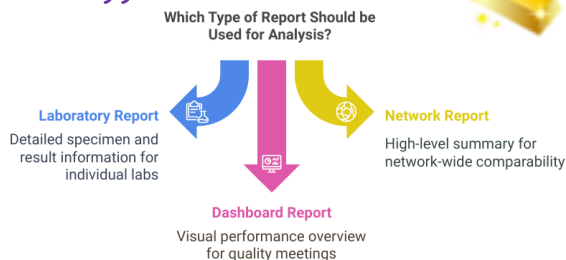 Which Type of Report Should be
Used for Analysis?
Laboratory Report
Detailed specimen and
result information for
individual labs
Network Report
High-level summary for
network-wide comparability
Dashboard Report
Visual performance overview
for quality meetings